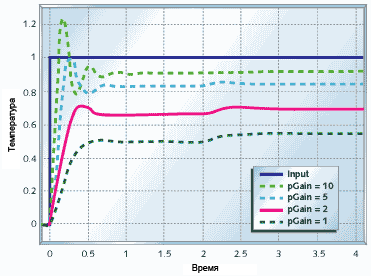 1.2
1
0.8
0.6
0.4
0.2
0
Температура
0 0.5 1 1.5 2 2.5 3 3.5 4
Время
Input
pGain = 10
pGain = 5
pGain = 2
pGain = 1